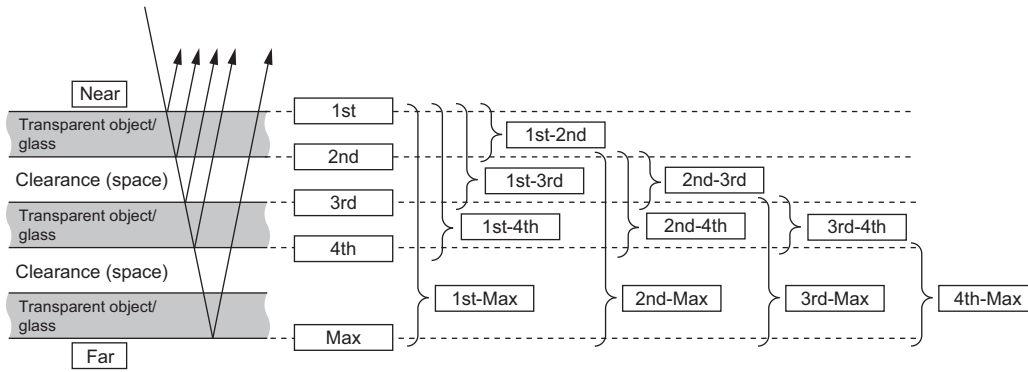 Near
1st
Transparent object/
glass
1st-2nd
2nd
Clearance (space)
1st-3rd
2nd-3rd
3rd
Transparent object/
glass
1st-4th
2nd-4th
3rd-4th
4th
Clearance (space)
1st-Max
2nd-Max
3rd-Max
4th-Max
Transparent object/
glass
Max
Far